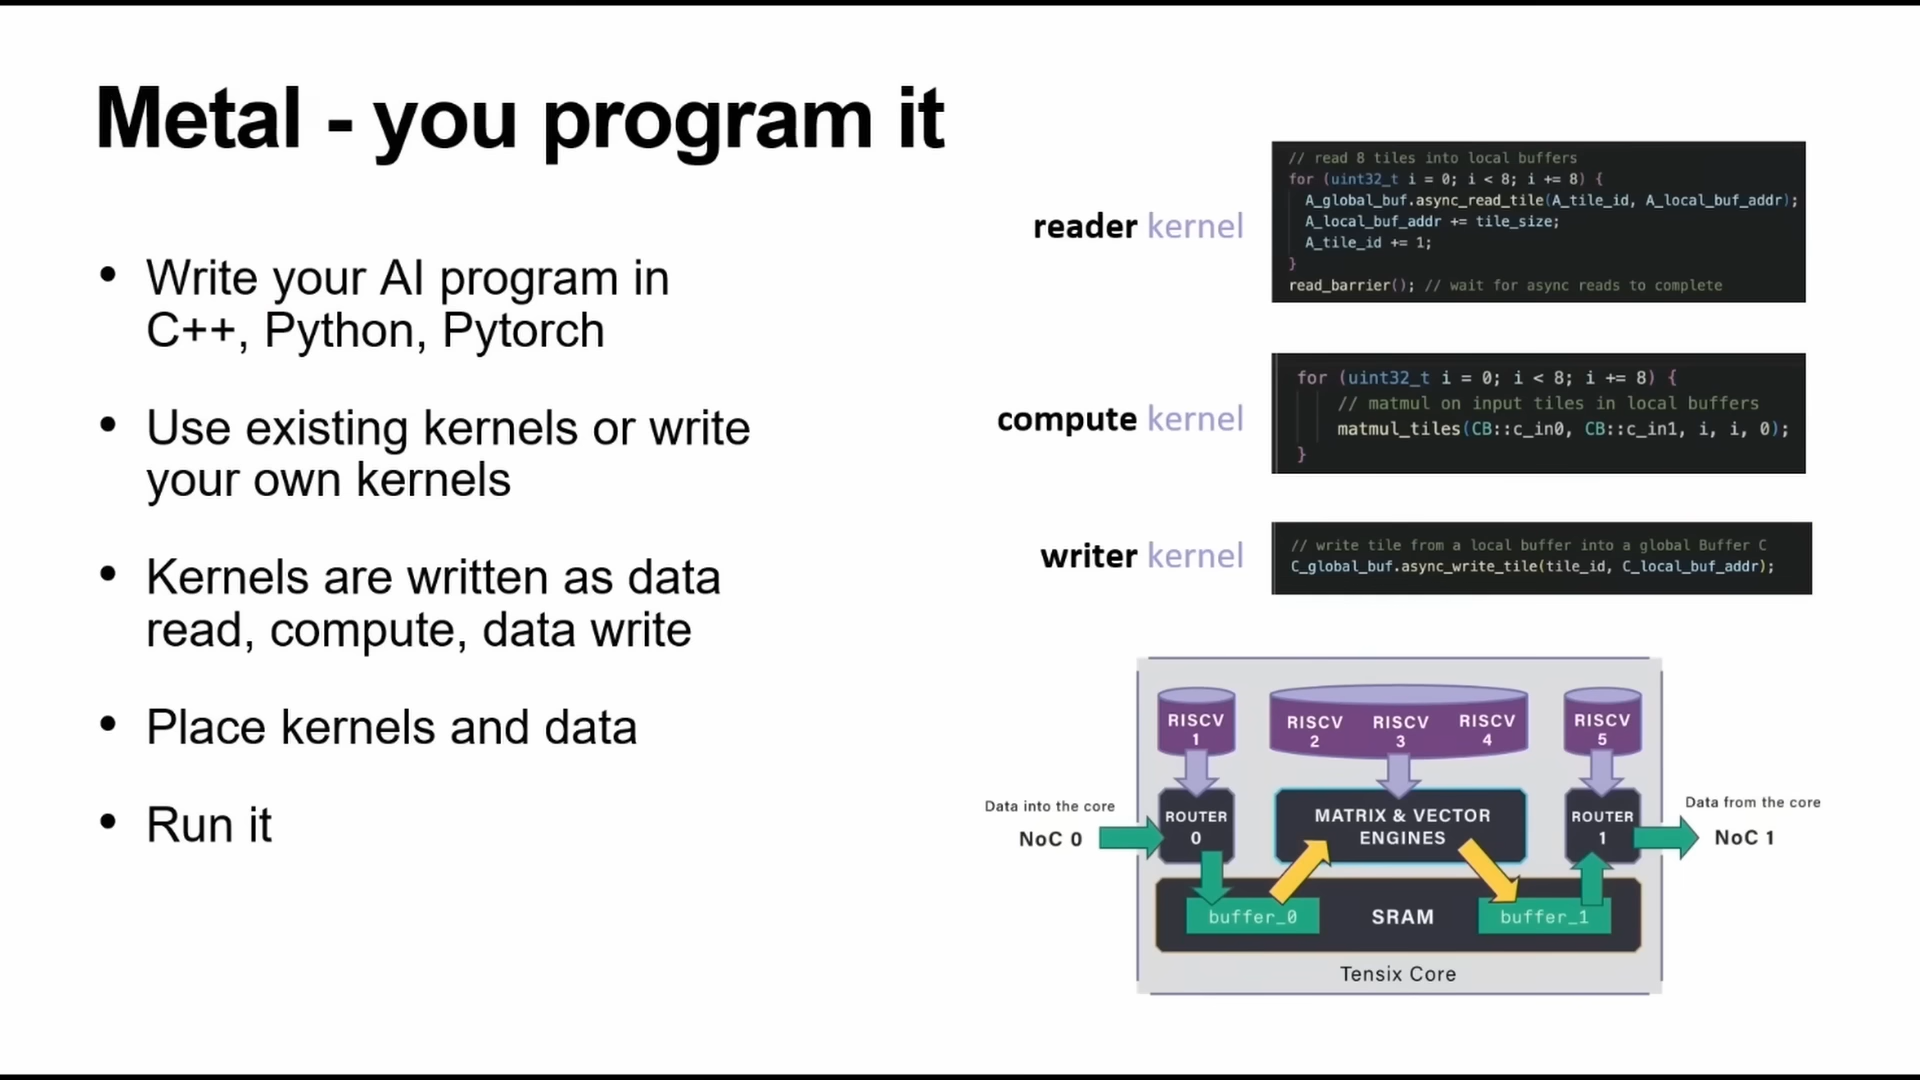 Metal - you program it
• Write your AI program in
C++, Python, Pytorch
• Use existing kernels or write
your own kernels
• Kernels are written as data
read, compute, data write
• Place kernels and data
• Run it
reader kernel
// read 8 tiles into local buffers
for (uint32_t i = 0; i < 8; i += 8) {
A_global_buf.async_read_tile(A_tile_id, A_local_buf_addr);
A_local_buf_addr += tile_size;
A_tile_id += 1;
}
read_barrier(); // wait for async reads to complete
compute kernel
for (uint32_t i = 0; i < 8; i += 8) {
// matmul on input tiles in local buffers
matmul_tiles(CB::c_in0, CB::c_in1, i, i, 0);
}
writer kernel
// write tile from a local buffer into a global Buffer C
C_global_buf.async_write_tile(tile_id, C_local_buf_addr);
RISCV
1
RISCV
2
RISCV
3
RISCV
4
RISCV
5
Data into the core
NoC 0
ROUTER
0
MATRIX & VECTOR
ENGINES
ROUTER
1
Data from the core
NoC 1
buffer_0
SRAM
buffer_1
Tensix Core